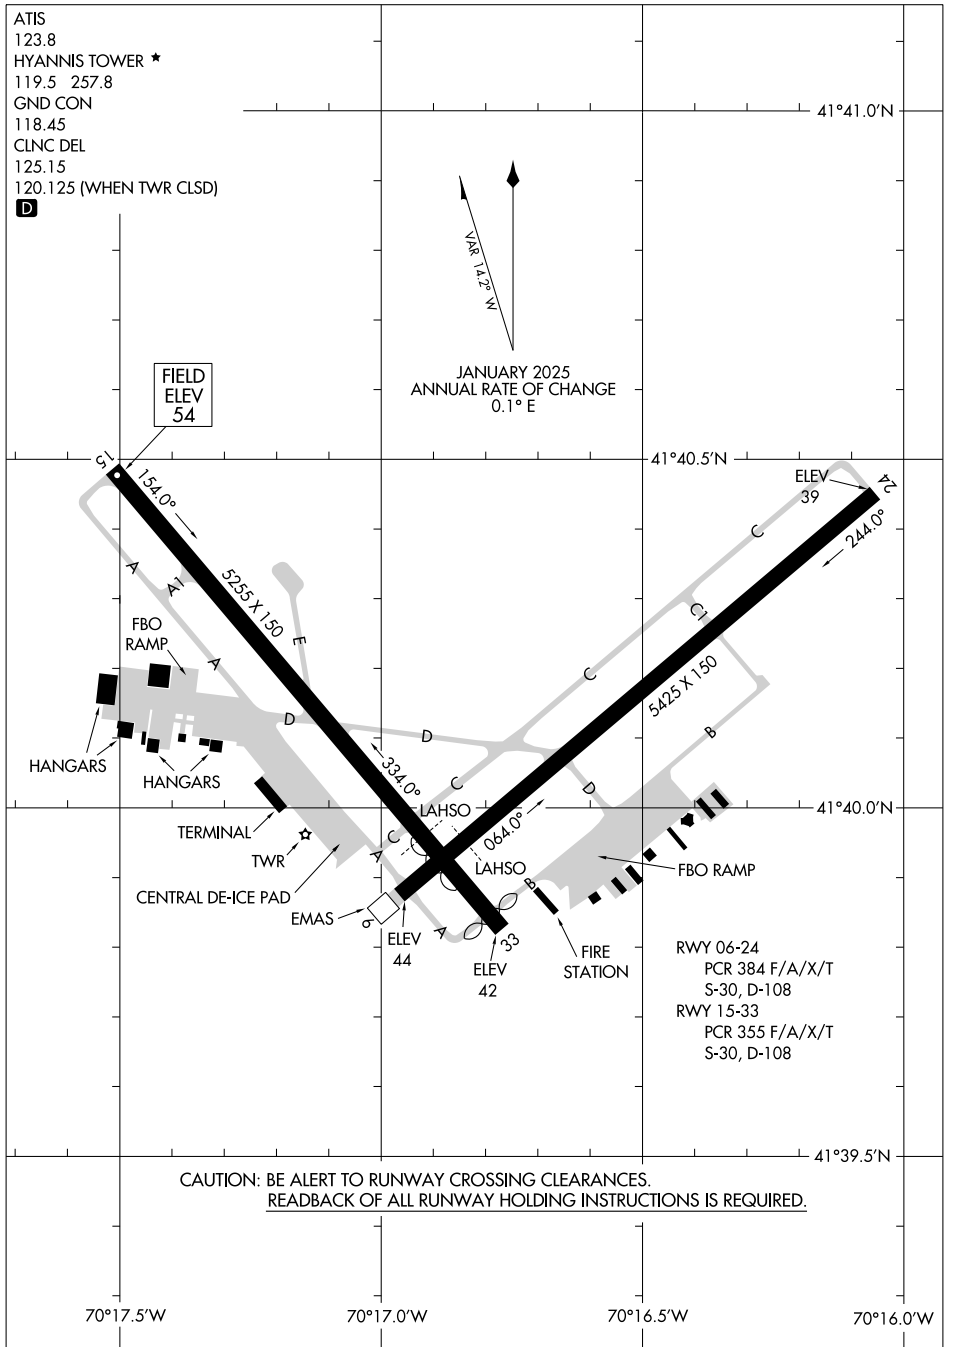 ATIS
123.8
HYANNIS TOWER
119.5 257.8
GND CON
118.45
CLNC DEL
125.15
120.125 (WHEN TWR CLSD)
D
41°41.0'N
VAR 14.2° W
JANUARY 2025
ANNUAL RATE OF CHANGE
0.1° E
FIELD
ELEV
54
41°40.5'N
15
154.0°
ELEV
39
24
244.0°
C
A
A1
5255 X 150
C1
FBO
RAMP
E
A
C
5425 X 150
D
D
B
HANGARS
HANGARS
334.0°
C
D
LAHSO
41°40.0'N
TERMINAL
064.0°
C
TWR
A
LAHSO
FBO RAMP
CENTRAL DE-ICE PAD
B
EMAS
6
ELEV
44
A
33
FIRE
STATION
ELEV
42
RWY 06-24
PCR 384 F/A/X/T
S-30, D-108
RWY 15-33
PCR 355 F/A/X/T
S-30, D-108
41°39.5'N
CAUTION: BE ALERT TO RUNWAY CROSSING CLEARANCES.
READBACK OF ALL RUNWAY HOLDING INSTRUCTIONS IS REQUIRED.
70°17.5'W
70°17.0'W
70°16.5'W
70°16.0'W